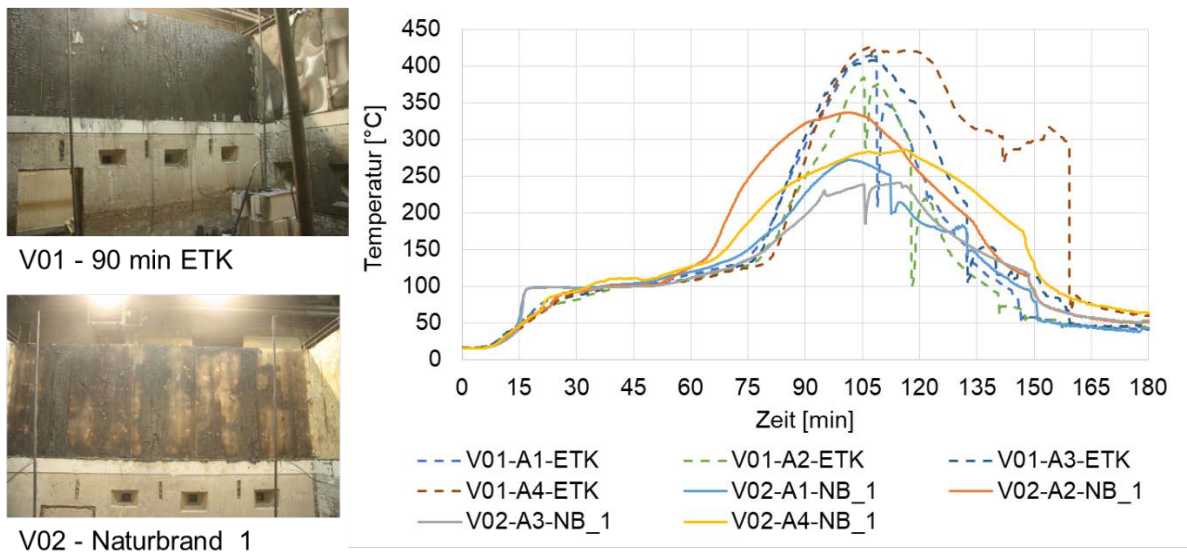 V01 - 90 min ETK
V02 - Naturbrand_1
450
400
350
300
250
200
150
100
50
0
Temperatur [°C]
0 15 30 45 60 75 90 105 120 135 150 165 180
Zeit [min]
V01-A1-ETK V01-A2-ETK V01-A3-ETK
V01-A4-ETK V02-A1-NB_1 V02-A2-NB_1
V02-A3-NB_1 V02-A4-NB_1